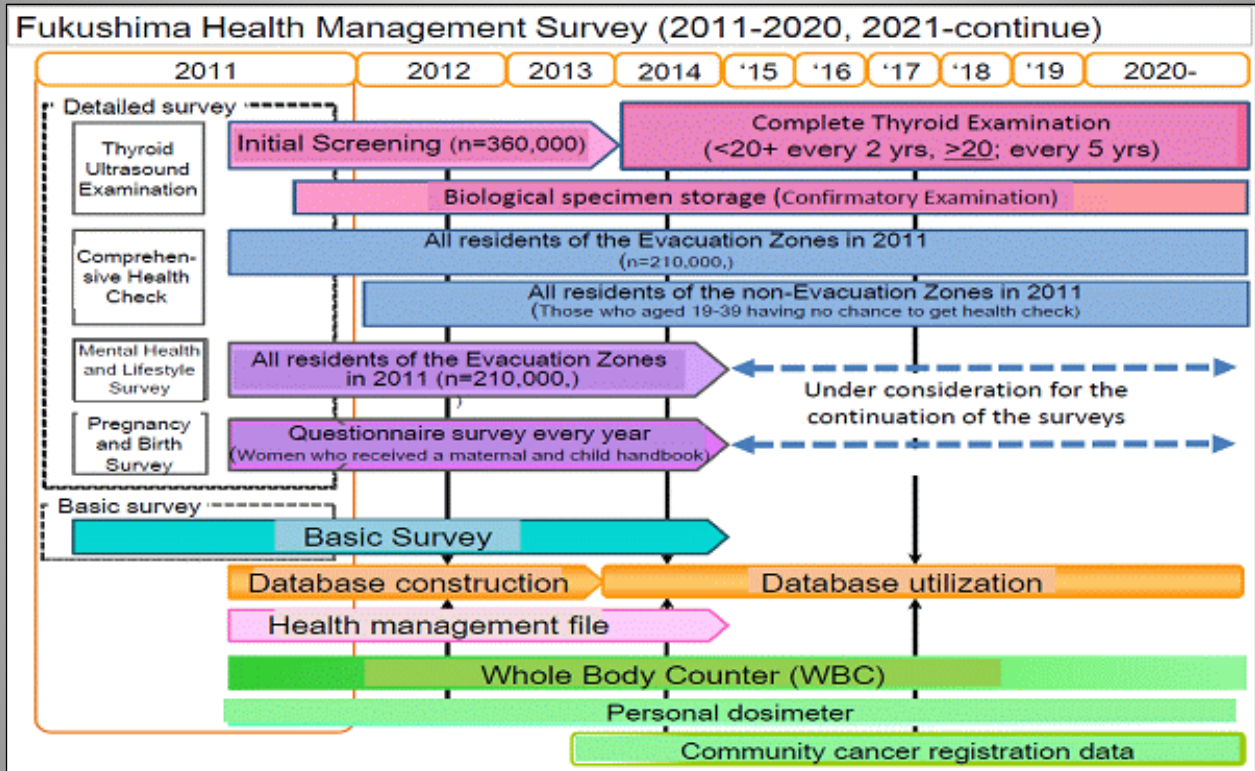 Fukushima Health Management Survey (2011-2020, 2021-continue)
2011
2012
2013
2014
‘15
‘16
‘17
‘18
‘19
2020-
Detailed survey
Thyroid
Ultrasound
Examination
Initial Screening (n=360,000)
Complete Thyroid Examination
(<20+ every 2 yrs, >20; every 5 yrs)
Biological specimen storage (Confirmatory Examination)
Comprehen-
sive Health
Check
All residents of the Evacuation Zones in 2011
(n=210,000,)
All residents of the non-Evacuation Zones in 2011
(Those who aged 19-39 having no chance to get health check)
Mental Health
and Lifestyle
Survey
All residents of the Evacuation Zones
in 2011 (n=210,000,)
)
Under consideration for the
continuation of the surveys
Pregnancy
and Birth
Survey
Questionnaire survey every year
(Women who received a maternal and child handbook)
Basic survey
Basic Survey
Database construction
Database utilization
Health management file
Whole Body Counter (WBC)
Personal dosimeter
Community cancer registration data